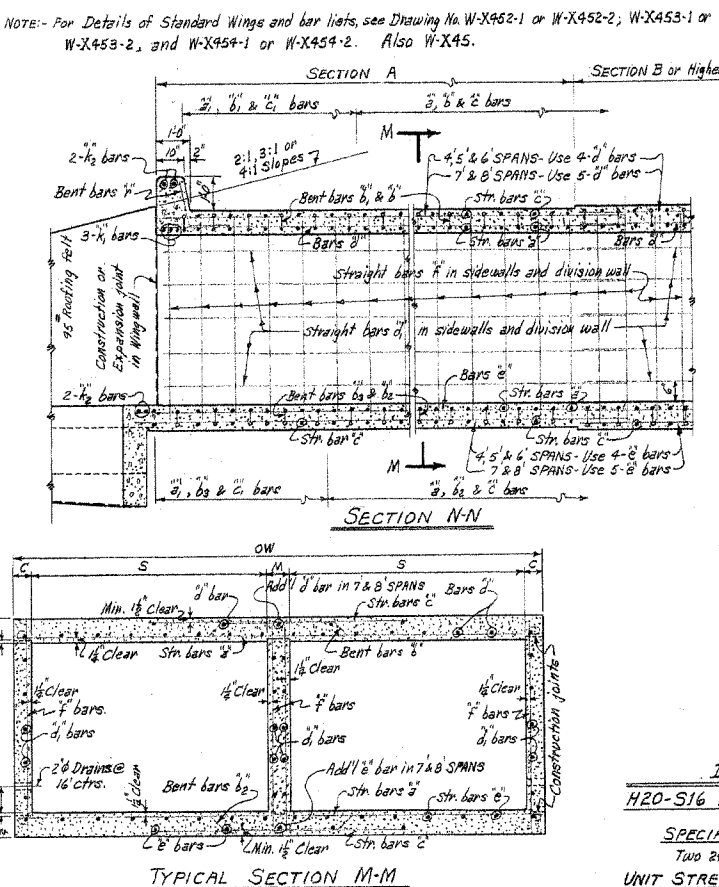 NOTE:- For Details of Standard Wings and bar lists, see Drawing No. W-X452-1 or W-X452-2; W-X453-1 or
W-X453-2, and W-X454-1 or W-X454-2. Also W-X45.
SECTION A
SECTION B or Higher
"a₁", "b₁" & "c₁" bars
"a", "b" & "c" bars
1'-0"
10" 2"
M
2-"k₂" bars
2:1, 3:1 or
4:1 Slopes
4', 5' & 6' SPANS - Use 4-"d" bars
7' & 8' SPANS - Use 5-"d" bars
Bent bars "r"
Bent bars "b₁" & "b"
Str. bars "c"
3-"k₁" bars
Bars "d"
Str. bars "a"
Bars "d"
95 Roofing Felt
Construction or
Expansion joint
in Wingwall
Straight bars "f" in sidewalls and division wall
Straight bars "d₁" in sidewalls and division wall
Bars "e"
2-"k₂" bars
Bent bars "b₃" & "b₂"
Str. bars "a"
Str. bar "c"
Str. bars "c"
4', 5' & 6' SPANS - Use 4-"e" bars
7' & 8' SPANS - Use 5-"e" bars
M
"a₁", "b₃" & "c₁" bars
"a", "b₂" & "c" bars
SECTION N-N
OW
C S M S C
"d" bar
Add'l "d" bar in 7' & 8' SPANS
Bars "d"
Min. 1½" Clear
Str. bars "c"
1¼" Clear
Str. bars "a"
Bent bars "b"
1¼" Clear
1¼" Clear
1¼" Clear
1¼" Clear
"f" bars.
"f" bars
"f" bars
"d₁" bars
"d₁" bars
"d₁" bars
Construction joints
2"ϕ Drains @
16' ctrs.
1¼" Clear
Bent bars "b₂"
Add'l "e" bar in 7' & 8' SPANS
Str. bars "a"
Str. bars "e"
"e" bars
Min. 1½" Clear
Str. bars "c"
TYPICAL SECTION M-M
H20-S16
SPECIF
TWO
UNIT STRE